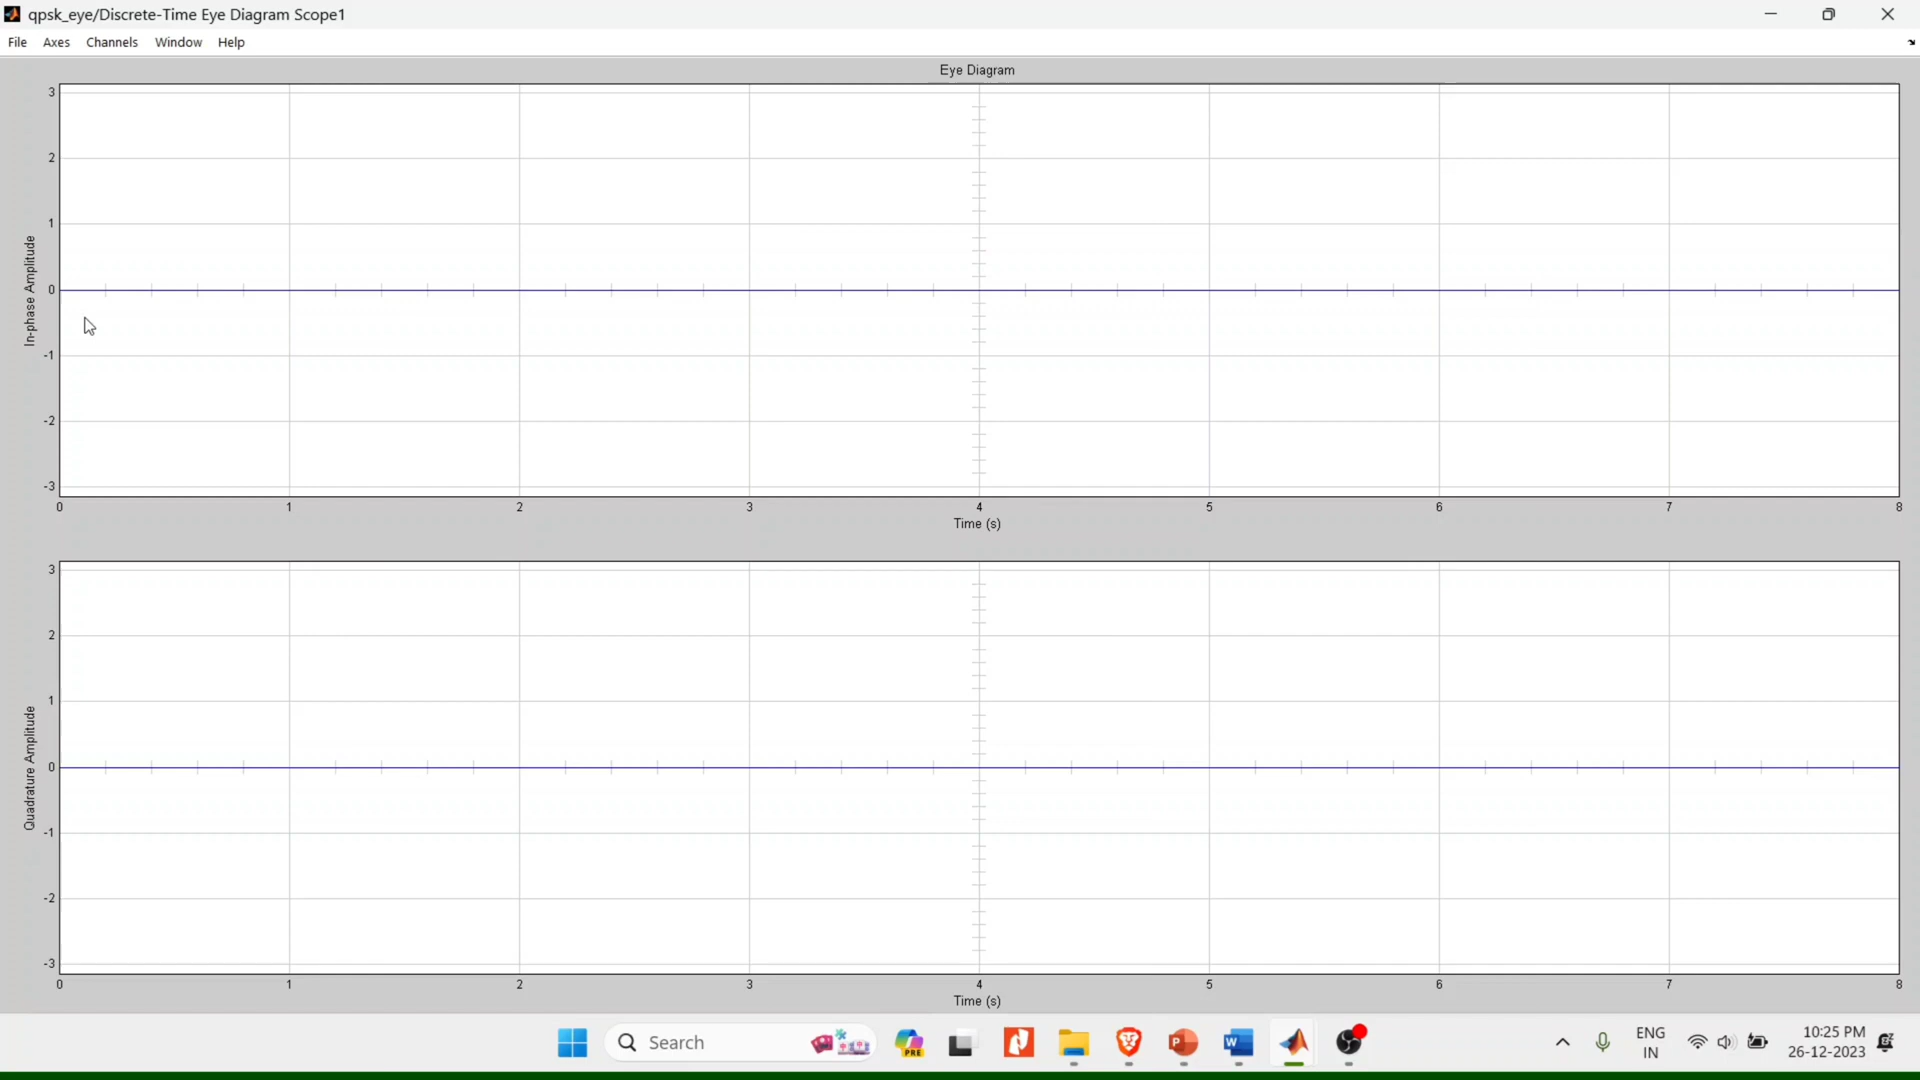 qpsk_eye/Discrete-Time Eye Diagram Scope1
File Axes Channels Window Help
Eye Diagram
In-phase Amplitude
3
2
1
0
-1
-2
-3
0 1 2 3 4 5 6 7 8
Time (s)
Quadrature Amplitude
3
2
1
0
-1
-2
-3
0 1 2 3 4 5 6 7 8
Time (s)
Search
PRE
P
W
ENG
IN
10:25 PM
26-12-2023